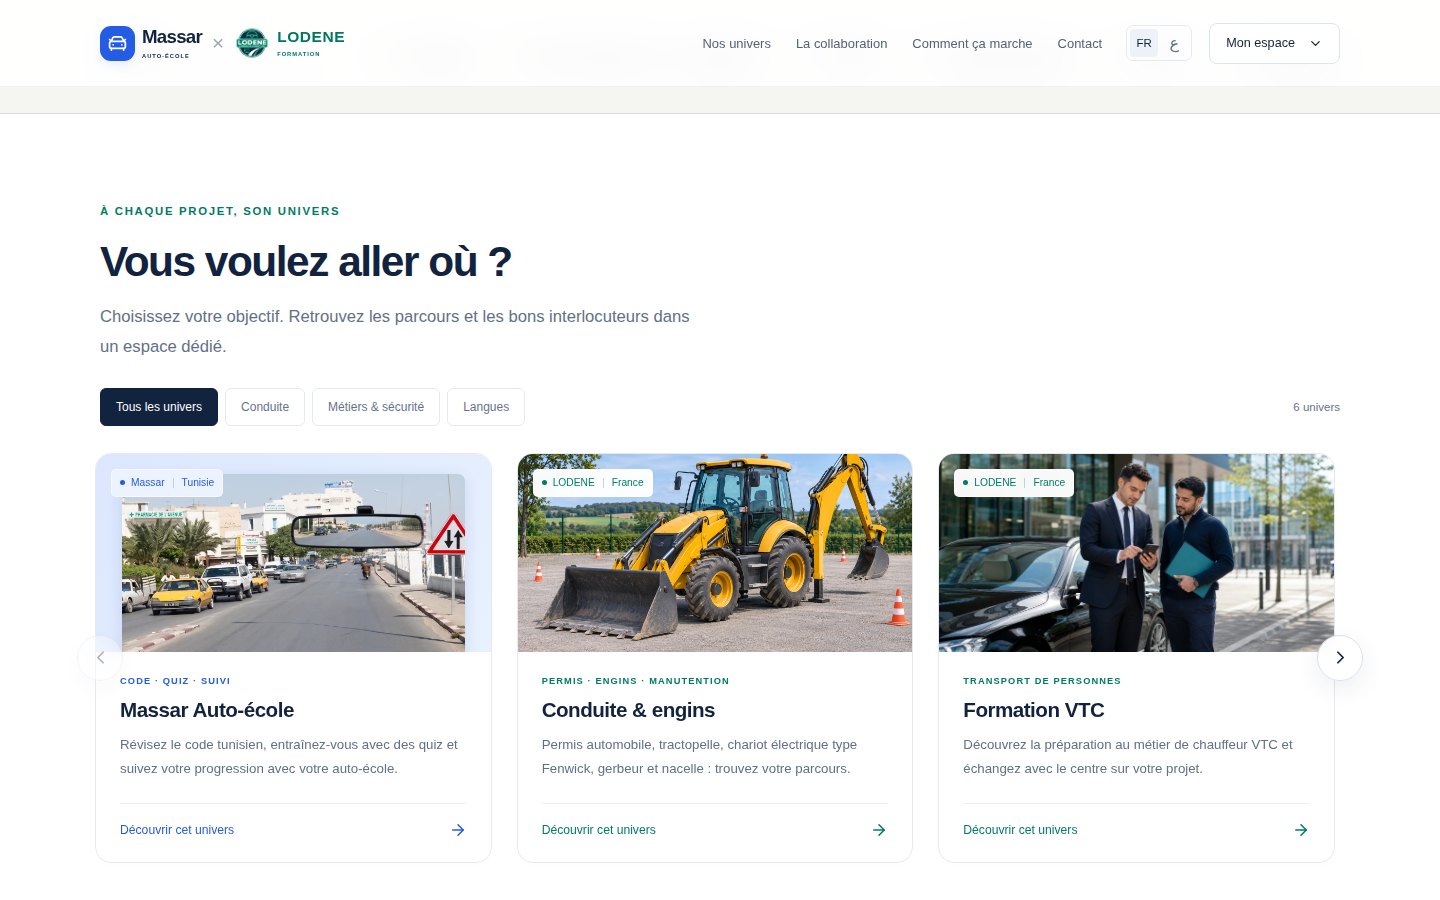 Massar
AUTO-ÉCOLE
×
LODENE
LODENE
FORMATION
Nos univers
La collaboration
Comment ça marche
Contact
FR
ع
Mon espace
À CHAQUE PROJET, SON UNIVERS
Vous voulez aller où ?
Choisissez votre objectif. Retrouvez les parcours et les bons interlocuteurs dans
un espace dédié.
Tous les univers
Conduite
Métiers & sécurité
Langues
6 univers
Massar | Tunisie
PHARMACIE DE L'AVENUE
CODE · QUIZ · SUIVI
Massar Auto-école
Révisez le code tunisien, entraînez-vous avec des quiz et
suivez votre progression avec votre auto-école.
Découvrir cet univers
LODENE | France
PERMIS · ENGINS · MANUTENTION
Conduite & engins
Permis automobile, tractopelle, chariot électrique type
Fenwick, gerbeur et nacelle : trouvez votre parcours.
Découvrir cet univers
LODENE | France
TRANSPORT DE PERSONNES
Formation VTC
Découvrez la préparation au métier de chauffeur VTC et
échangez avec le centre sur votre projet.
Découvrir cet univers